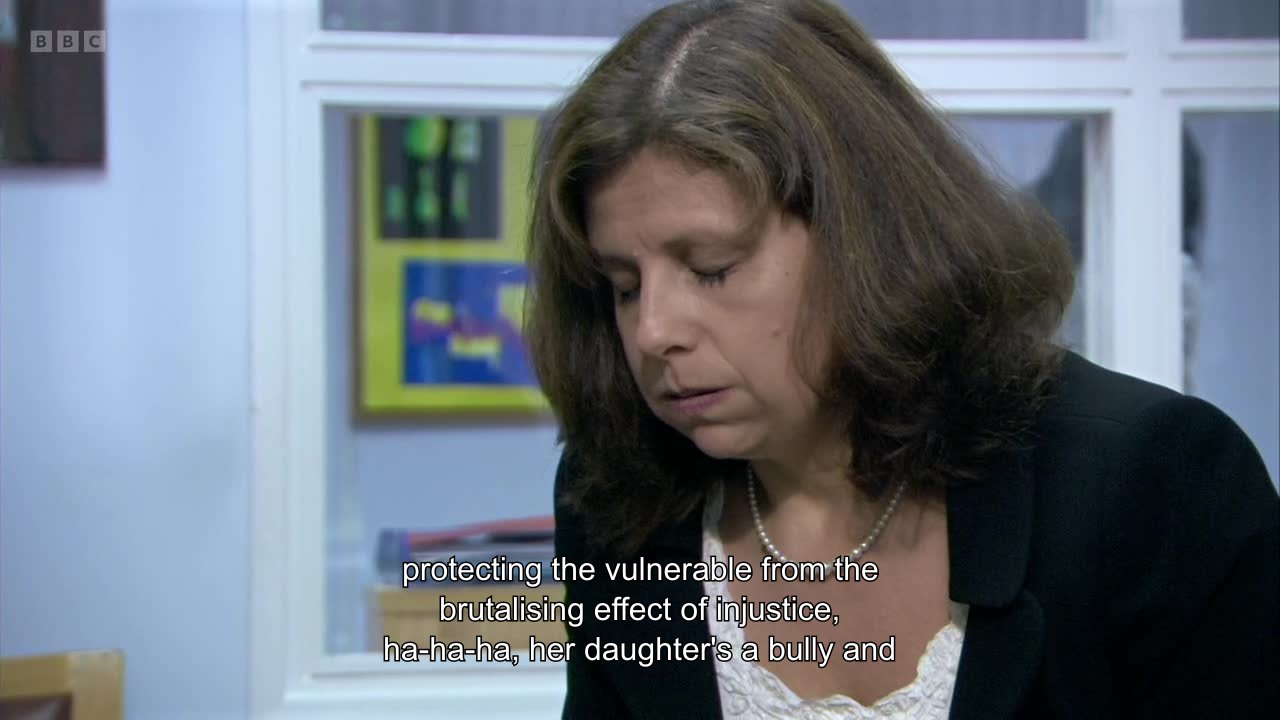 BBC
protecting the vulnerable from the
brutalising effect of injustice,
ha-ha-ha, her daughter's a bully and